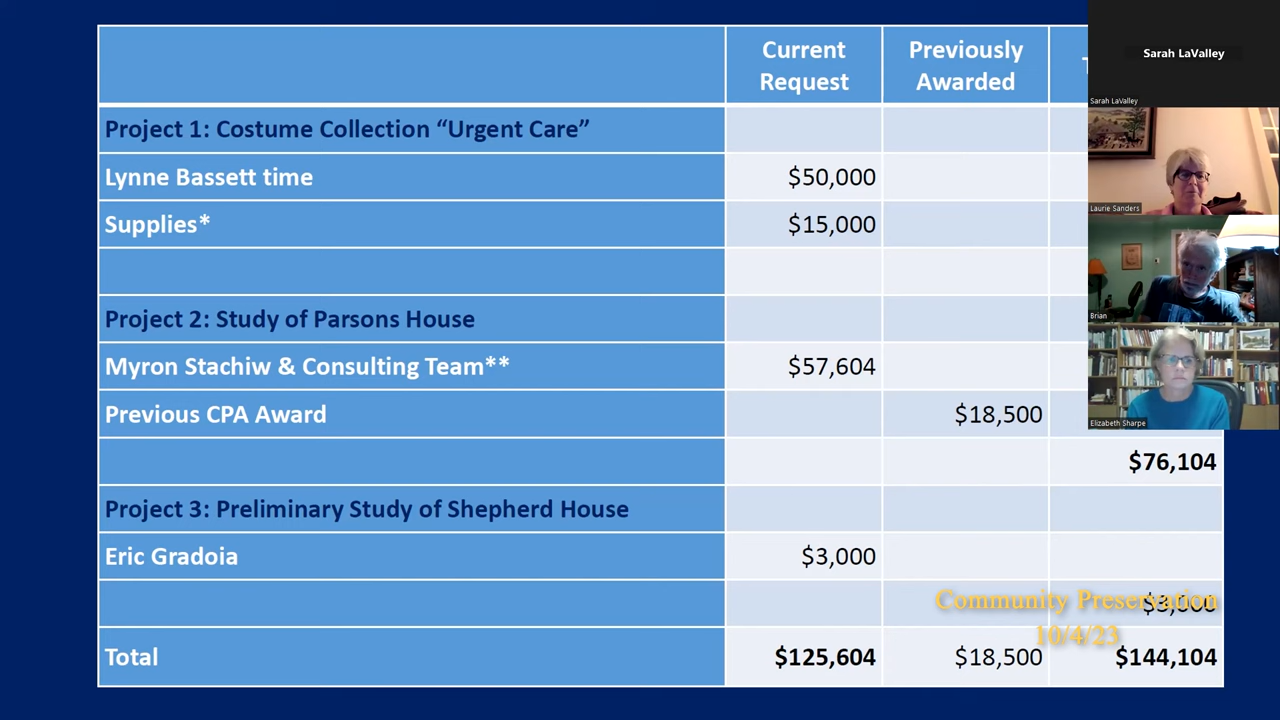 Current Request
Previously Awarded
Project 1: Costume Collection “Urgent Care”
Lynne Bassett time $50,000
Supplies* $15,000
Project 2: Study of Parsons House
Myron Stachiw & Consulting Team** $57,604
Previous CPA Award $18,500
$76,104
Project 3: Preliminary Study of Shepherd House
Eric Gradoia $3,000
Total $125,604 $18,500 $144,104
Community Preservation
10/4/23
Sarah LaValley
Sarah LaValley
Laurie Sanders
Brian
Elizabeth Sharpe